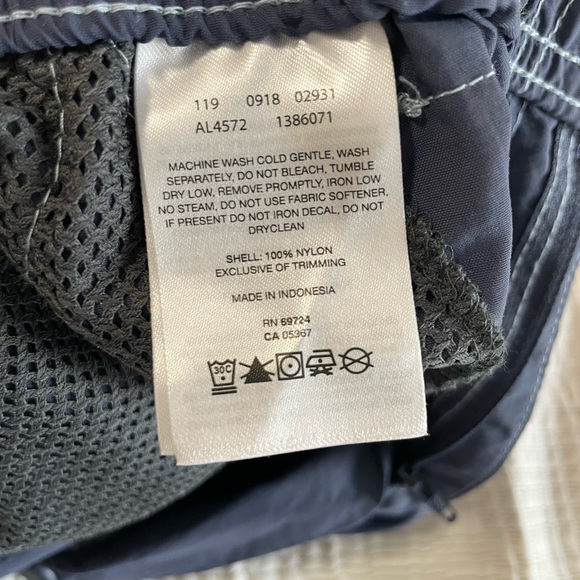 119 0918 02931
AL4572 1386071
MACHINE WASH COLD GENTLE, WASH
SEPARATELY, DO NOT BLEACH, TUMBLE
DRY LOW, REMOVE PROMPTLY, IRON LOW
NO STEAM, DO NOT USE FABRIC SOFTENER,
IF PRESENT DO NOT IRON DECAL, DO NOT
DRYCLEAN
SHELL: 100% NYLON
EXCLUSIVE OF TRIMMING
MADE IN INDONESIA
RN 69724
CA 05367
30C